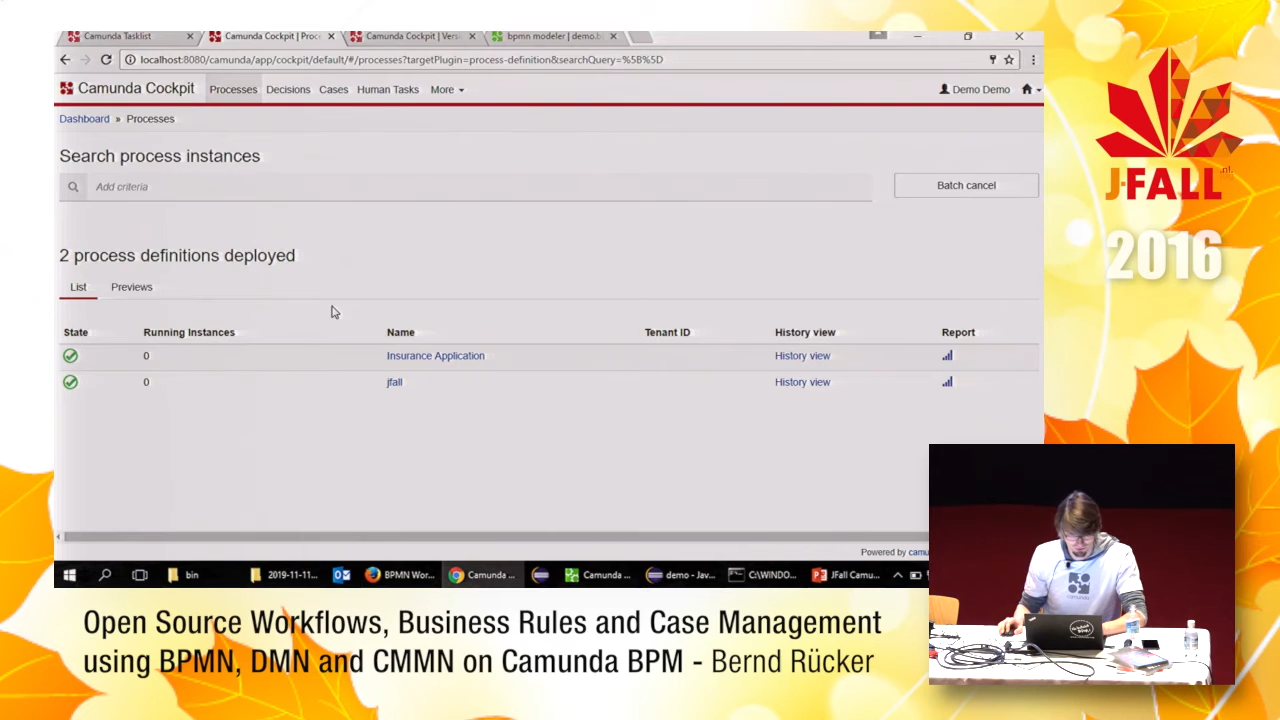 Camunda Tasklist
Camunda Cockpit | Proc
Camunda Cockpit | Vers
bpmn modeler | demo.b
localhost:8080/camunda/app/cockpit/default/#/processes?targetPlugin=process-definition&searchQuery=%5B%5D
Camunda Cockpit Processes Decisions Cases Human Tasks More
Demo Demo
Dashboard » Processes
Search process instances
Add criteria
Batch cancel
2 process definitions deployed
List Previews
State Running Instances Name Tenant ID History view Report
0 Insurance Application History view
0 jfall History view
Powered by camu
bin 2019-11-11... BPMN Wor... Camunda ... Camunda ... demo - Jav... C:\WINDO... JFall Camu...
J-FALL.nl
2016
camunda
Open Source Workflows, Business Rules and Case Management
using BPMN, DMN and CMMN on Camunda BPM - Bernd Rücker